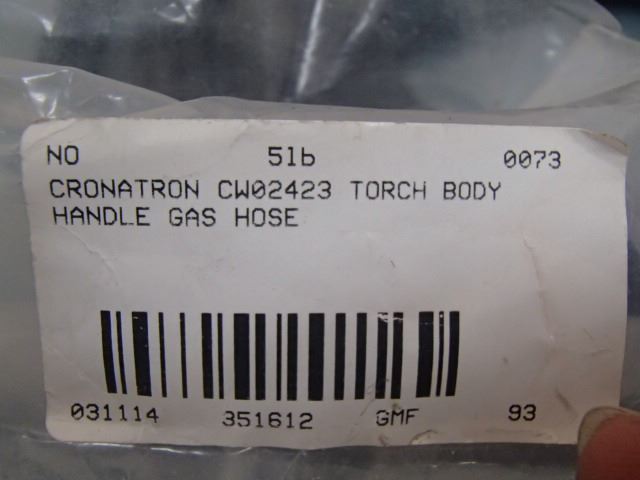 NO 51b 0073
CRONATRON CW02423 TORCH BODY
HANDLE GAS HOSE
031114 351612 GMF 93